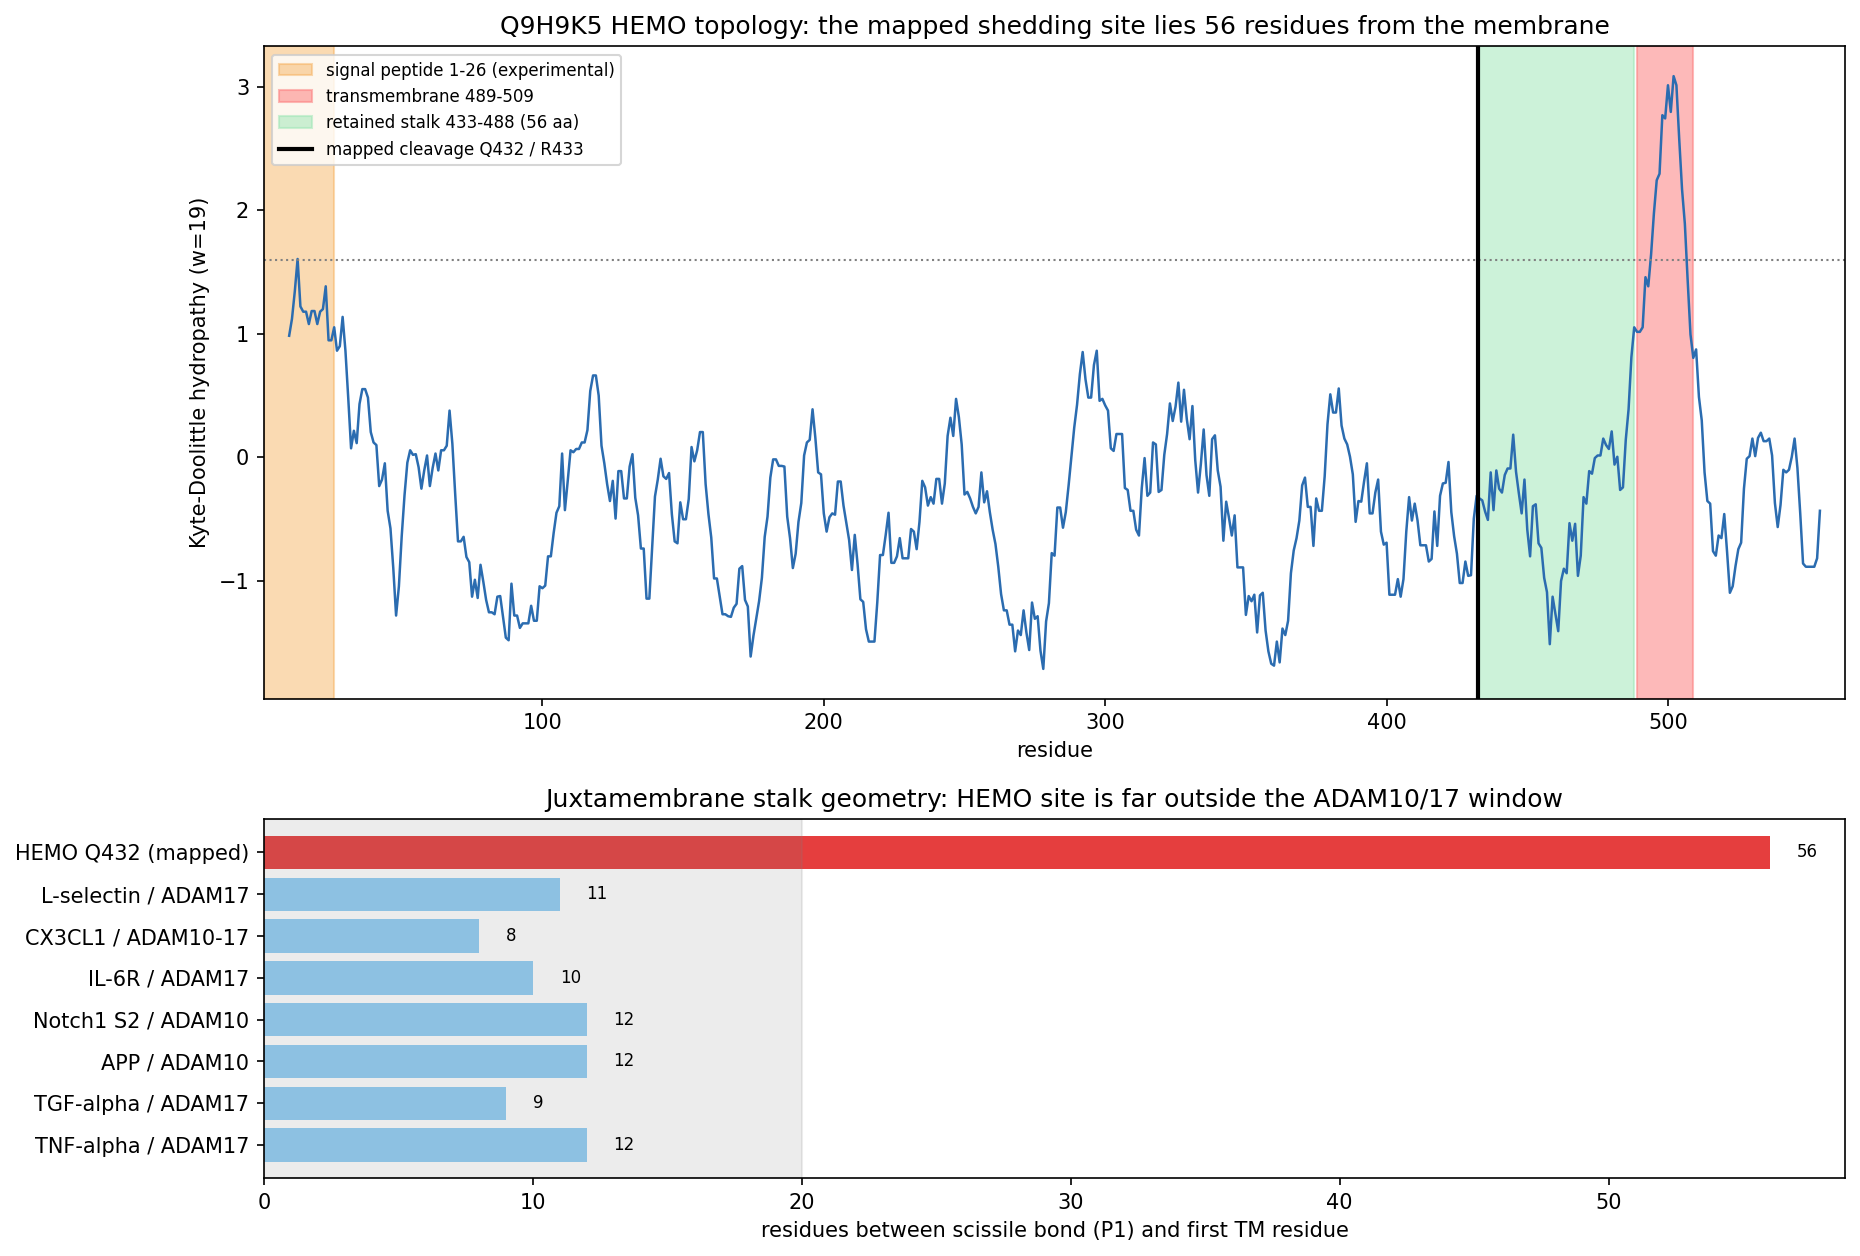 Q9H9K5 HEMO topology: the mapped shedding site lies 56 residues from the membrane
signal peptide 1-26 (experimental)
transmembrane 489-509
retained stalk 433-488 (56 aa)
mapped cleavage Q432 / R433
Kyte-Doolittle hydropathy (w=19)
3
2
1
0
−1
100
200
300
400
500
residue
Juxtamembrane stalk geometry: HEMO site is far outside the ADAM10/17 window
HEMO Q432 (mapped)
56
L-selectin / ADAM17
11
CX3CL1 / ADAM10-17
8
IL-6R / ADAM17
10
Notch1 S2 / ADAM10
12
APP / ADAM10
12
TGF-alpha / ADAM17
9
TNF-alpha / ADAM17
12
0
10
20
30
40
50
residues between scissile bond (P1) and first TM residue